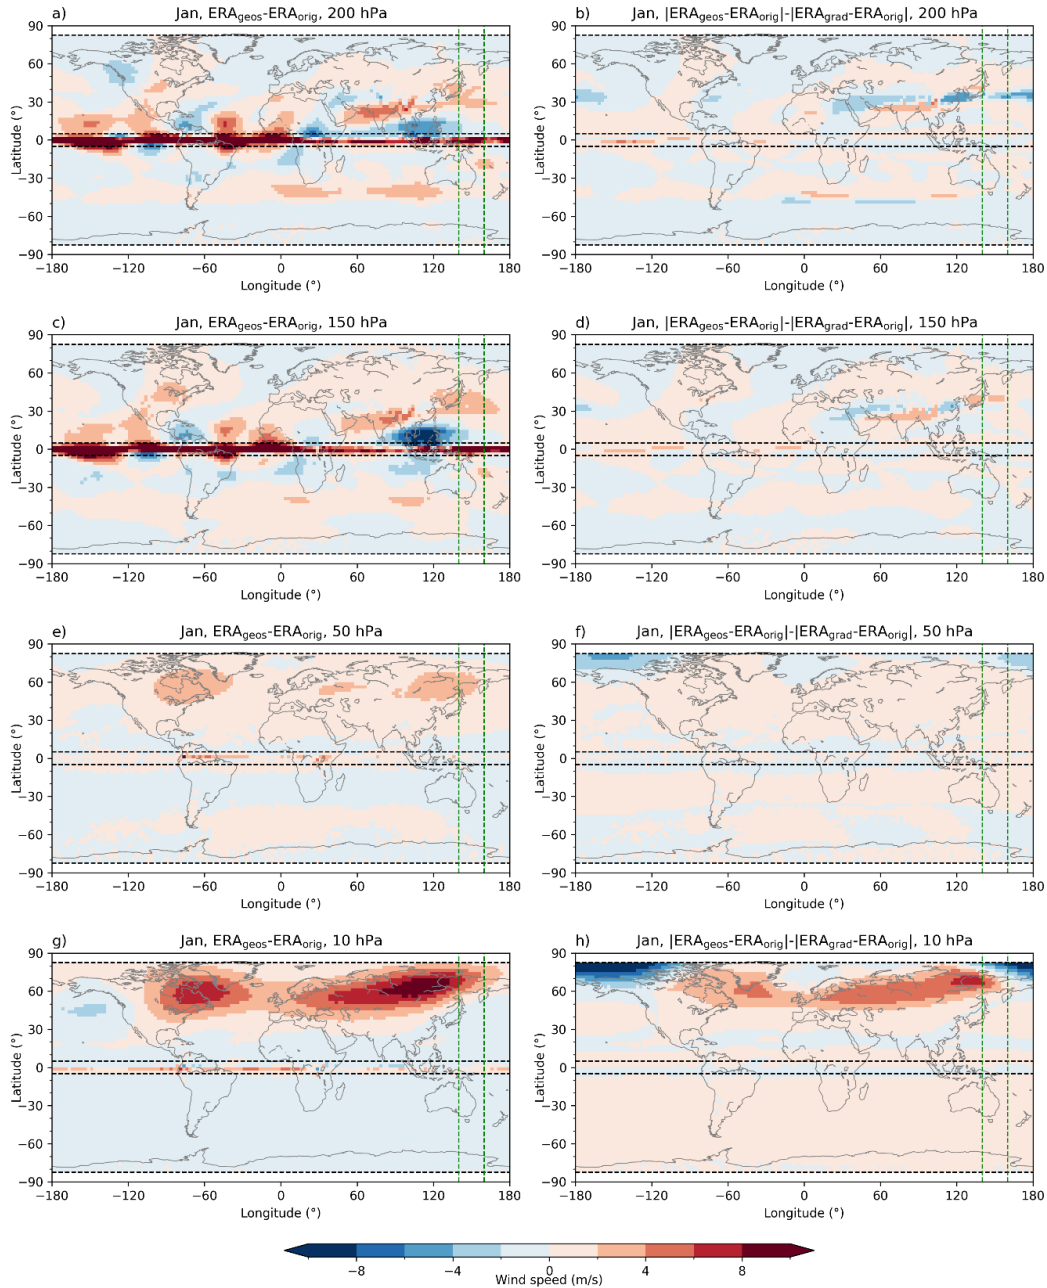 a) Jan, ERA_geos-ERA_orig, 200 hPa
b) Jan, |ERA_geos-ERA_orig|-|ERA_grad-ERA_orig|, 200 hPa
90
60
30
0
−30
−60
−90
Latitude (°)
−180 −120 −60 0 60 120 180
Longitude (°)
90
60
30
0
−30
−60
−90
Latitude (°)
−180 −120 −60 0 60 120 180
Longitude (°)
c) Jan, ERA_geos-ERA_orig, 150 hPa
d) Jan, |ERA_geos-ERA_orig|-|ERA_grad-ERA_orig|, 150 hPa
90
60
30
0
−30
−60
−90
Latitude (°)
−180 −120 −60 0 60 120 180
Longitude (°)
90
60
30
0
−30
−60
−90
Latitude (°)
−180 −120 −60 0 60 120 180
Longitude (°)
e) Jan, ERA_geos-ERA_orig, 50 hPa
f) Jan, |ERA_geos-ERA_orig|-|ERA_grad-ERA_orig|, 50 hPa
90
60
30
0
−30
−60
−90
Latitude (°)
−180 −120 −60 0 60 120 180
Longitude (°)
90
60
30
0
−30
−60
−90
Latitude (°)
−180 −120 −60 0 60 120 180
Longitude (°)
g) Jan, ERA_geos-ERA_orig, 10 hPa
h) Jan, |ERA_geos-ERA_orig|-|ERA_grad-ERA_orig|, 10 hPa
90
60
30
0
−30
−60
−90
Latitude (°)
−180 −120 −60 0 60 120 180
Longitude (°)
90
60
30
0
−30
−60
−90
Latitude (°)
−180 −120 −60 0 60 120 180
Longitude (°)
−8 −4 0 4 8
Wind speed (m/s)